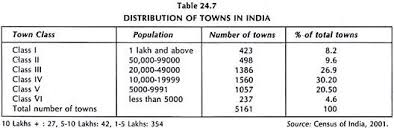 Table 24.7
DISTRIBUTION OF TOWNS IN INDIA
Town Class Population Number of towns % of total towns
Class I 1 lakh and above 423 8.2
Class II 50,000-99000 498 9.6
Class III 20,000-49000 1386 26.9
Class IV 10,000-19999 1560 30.20
Class V 5000-9991 1057 20.50
Class VI less than 5000 237 4.6
Total number of towns 5161 100
10 Lakhs + : 27, 5-10 Lakhs: 42, 1-5 Lakhs: 354 Source: Census of India, 2001.